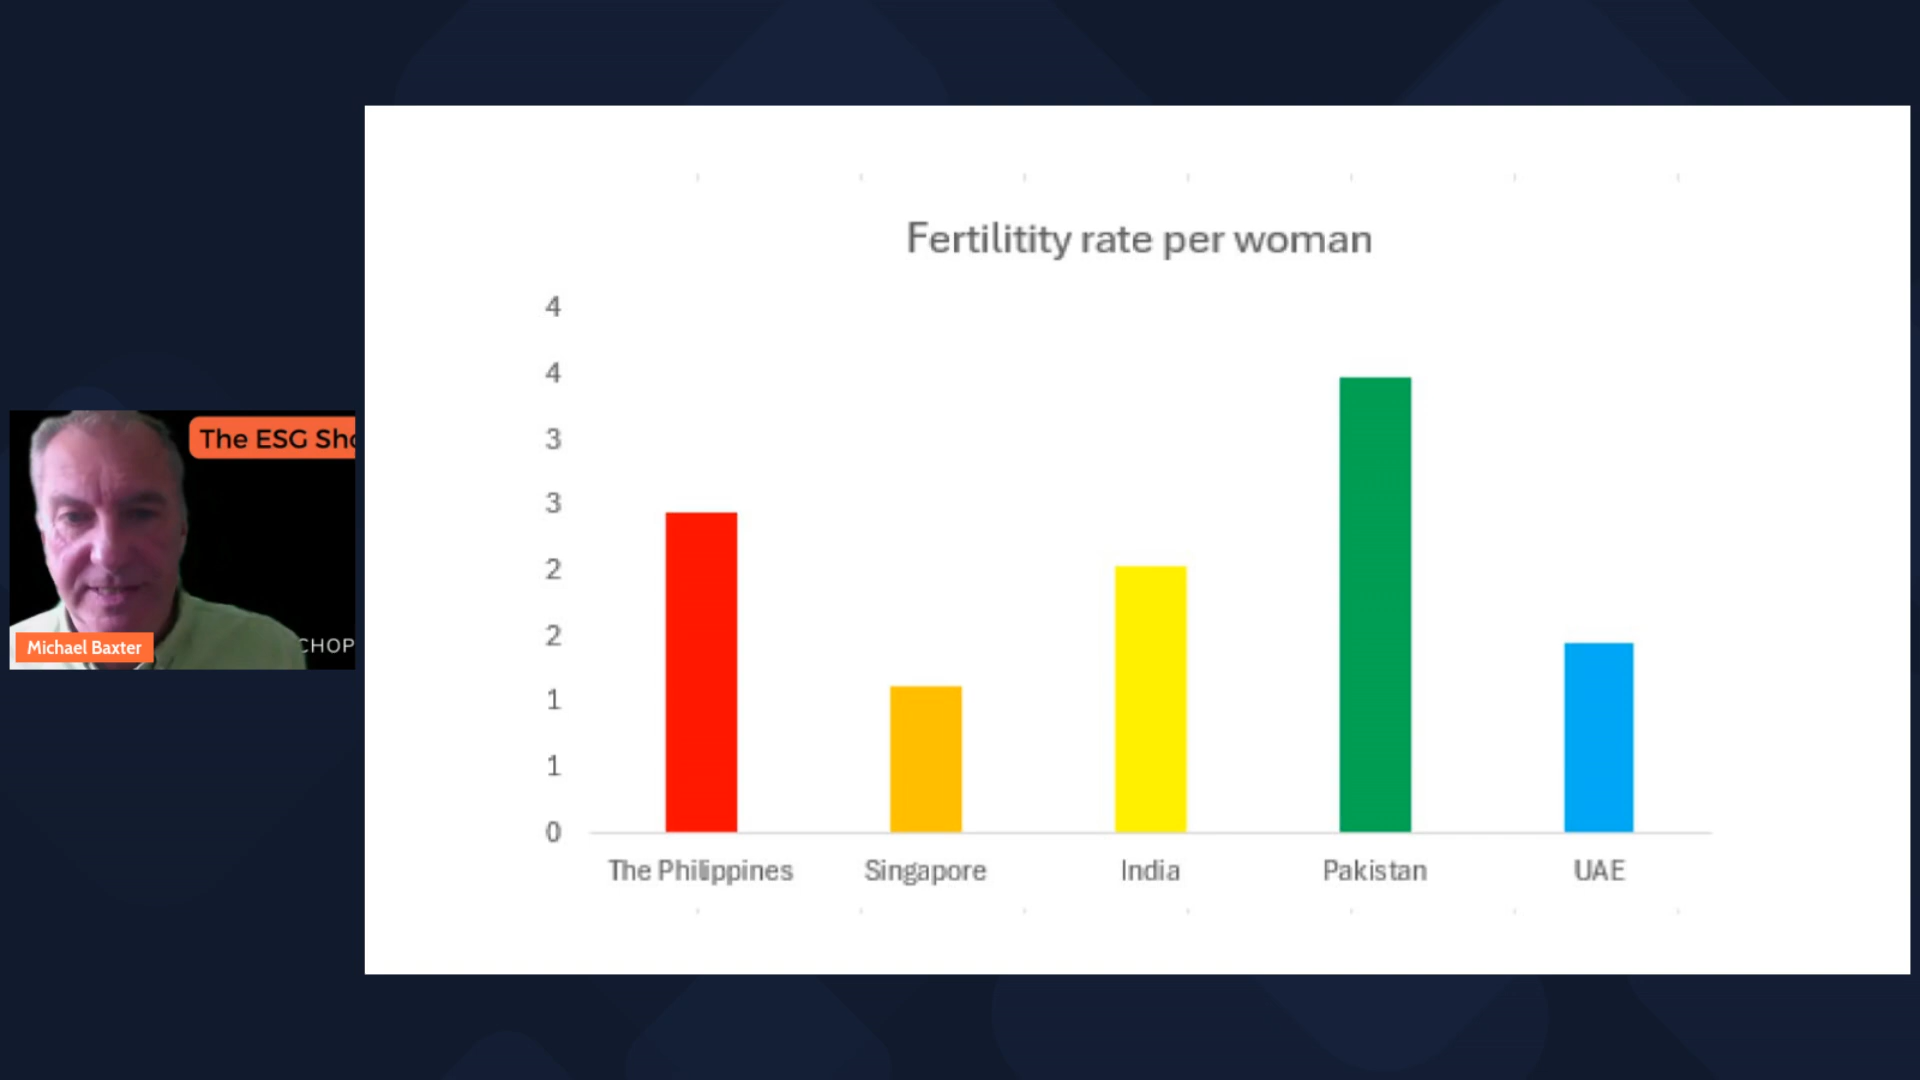 The ESG Sho
CHOP
Michael Baxter
Fertilitity rate per woman
4
4
3
3
2
2
1
1
0
The Philippines
Singapore
India
Pakistan
UAE